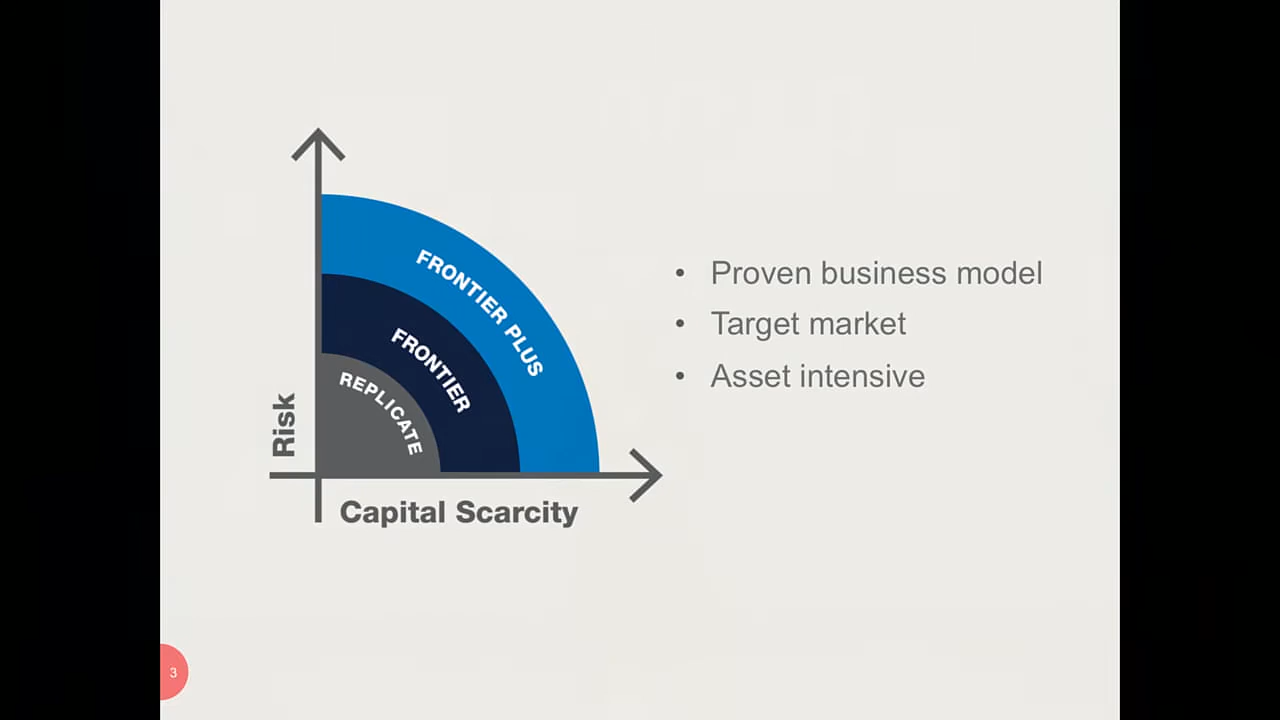 FRONTIER PLUS
FRONTIER
REPLICATE
Risk
Capital Scarcity
• Proven business model
• Target market
• Asset intensive
3